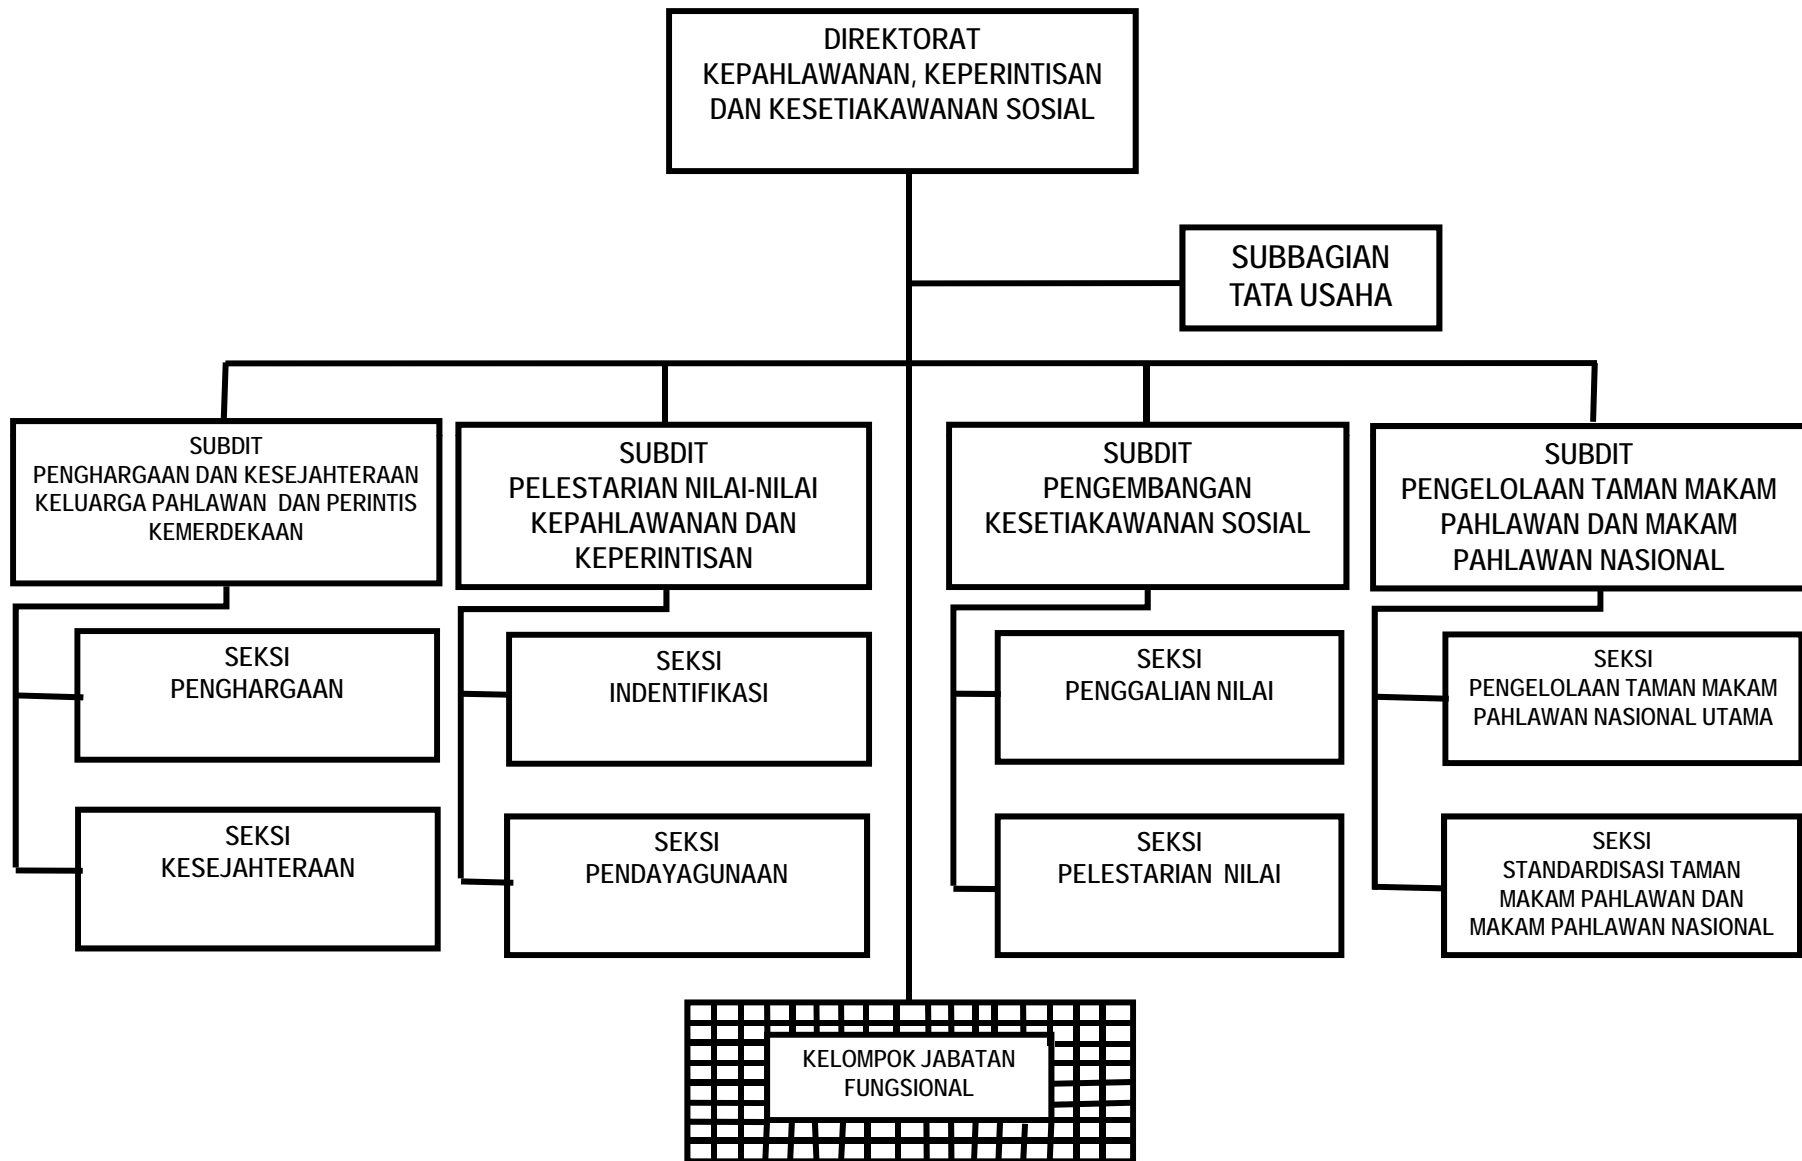 DIREKTORAT
KEPAHLAWANAN, KEPERINTISAN
DAN KESETIAKAWANAN SOSIAL
SUBBAGIAN
TATA USAHA
SUBDIT
PENGHARGAAN DAN KESEJAHTERAAN
KELUARGA PAHLAWAN DAN PERINTIS
KEMERDEKAAN
SUBDIT
PELESTARIAN NILAI-NILAI
KEPAHLAWANAN DAN
KEPERINTISAN
SUBDIT
PENGEMBANGAN
KESETIAKAWANAN SOSIAL
SUBDIT
PENGELOLAAN TAMAN MAKAM
PAHLAWAN DAN MAKAM
PAHLAWAN NASIONAL
SEKSI
PENGHARGAAN
SEKSI
INDENTIFIKASI
SEKSI
PENGGALIAN NILAI
SEKSI
PENGELOLAAN TAMAN MAKAM
PAHLAWAN NASIONAL UTAMA
SEKSI
KESEJAHTERAAN
SEKSI
PENDAYAGUNAAN
SEKSI
PELESTARIAN NILAI
SEKSI
STANDARDISASI TAMAN
MAKAM PAHLAWAN DAN
MAKAM PAHLAWAN NASIONAL
KELOMPOK JABATAN
FUNGSIONAL